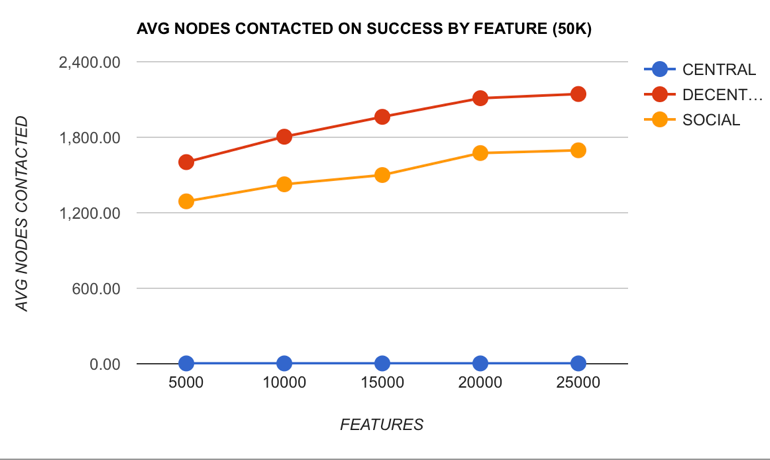 AVG NODES CONTACTED ON SUCCESS BY FEATURE (50K)
2,400.00
1,800.00
1,200.00
600.00
0.00
AVG NODES CONTACTED
5000 10000 15000 20000 25000
FEATURES
CENTRAL
DECENT…
SOCIAL